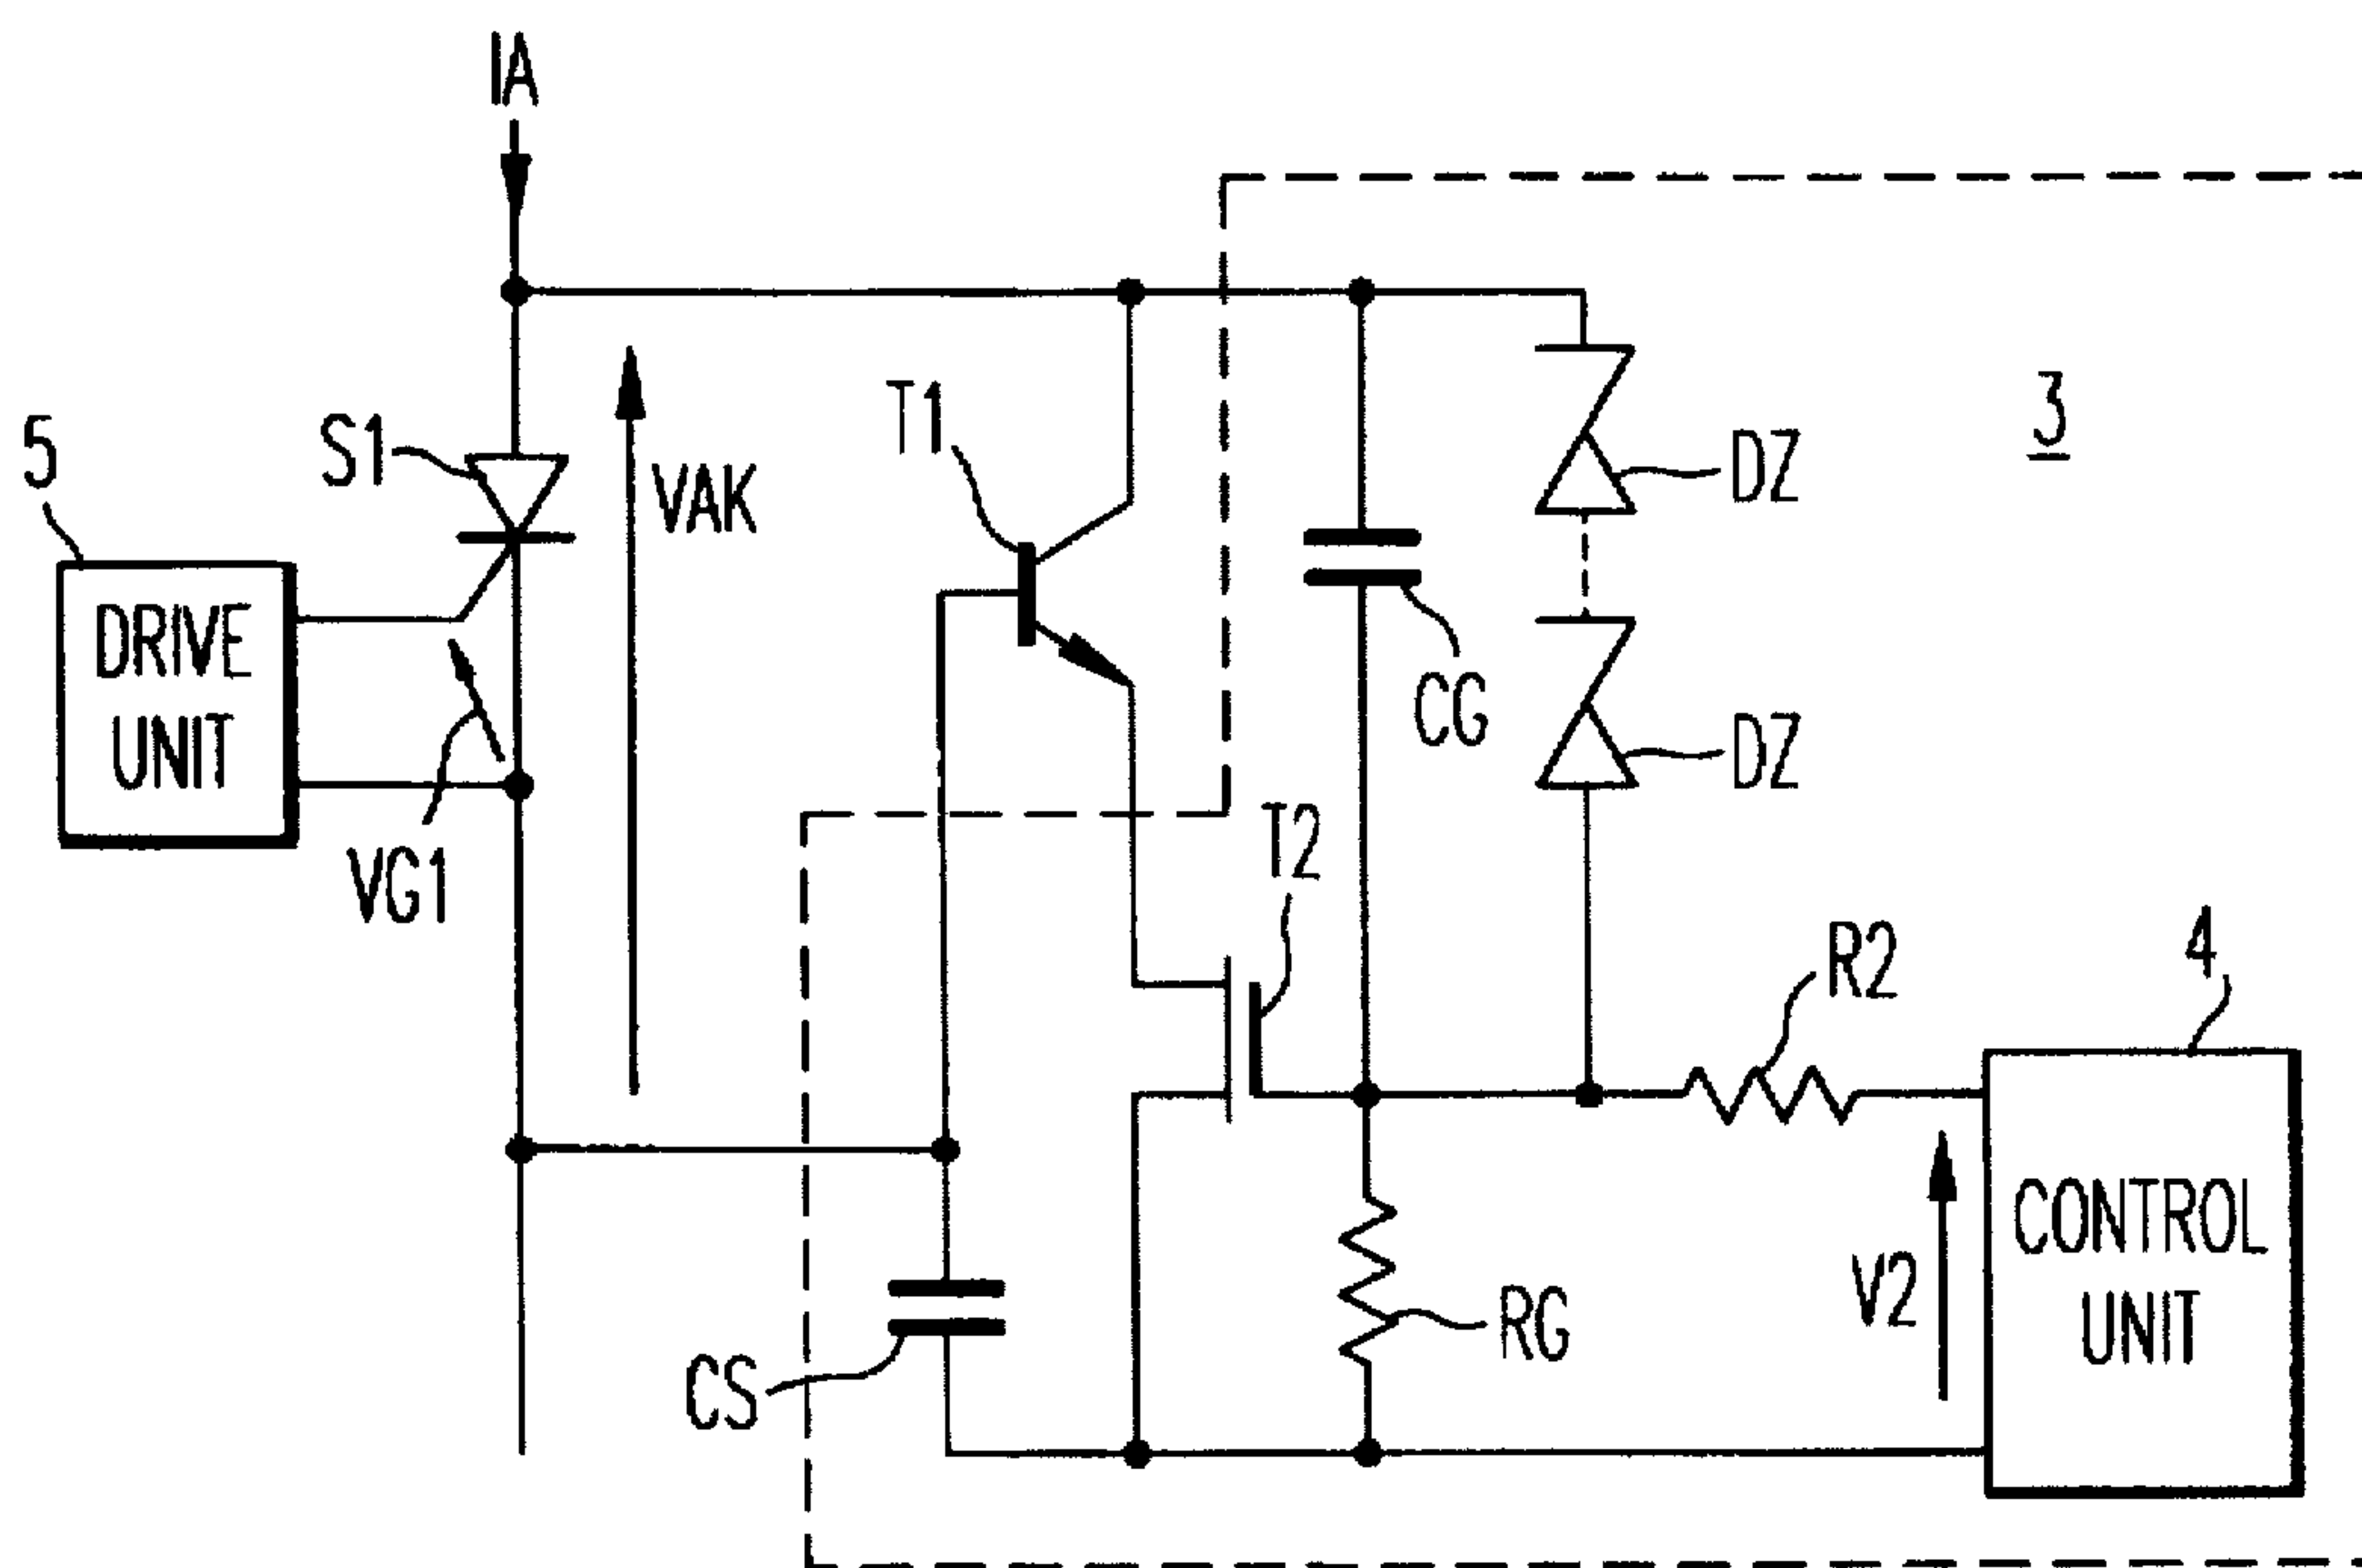 IA
3
5
S1
VAK
T1
DZ
DRIVE
UNIT
CG
DZ
VG1
T2
R2
4
CONTROL
UNIT
V2
RG
CS